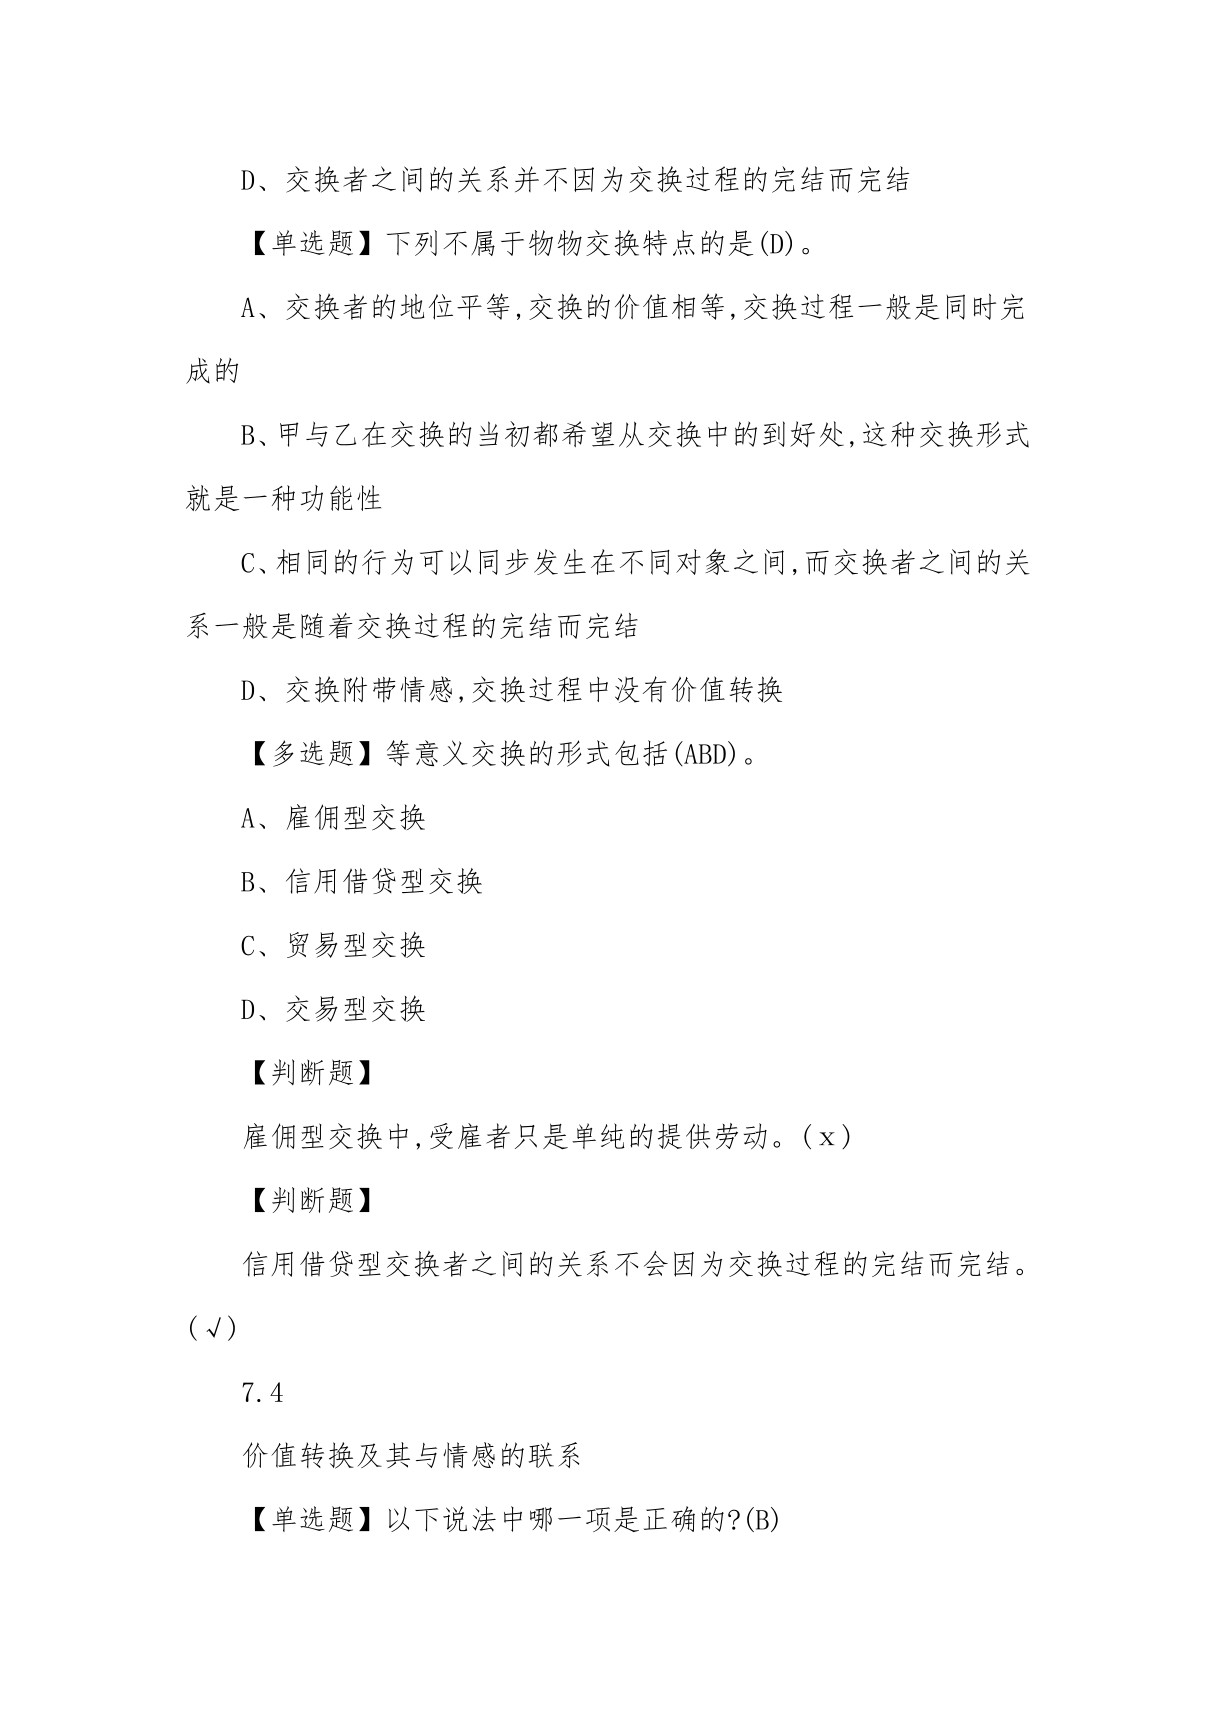 D、交换者之间的关系并不因为交换过程的完结而完结
【单选题】下列不属于物物交换特点的是(D)。
A、交换者的地位平等,交换的价值相等,交换过程一般是同时完
成的
B、甲与乙在交换的当初都希望从交换中的到好处,这种交换形式
就是一种功能性
C、相同的行为可以同步发生在不同对象之间,而交换者之间的关
系一般是随着交换过程的完结而完结
D、交换附带情感,交换过程中没有价值转换
【多选题】等意义交换的形式包括(ABD)。
A、雇佣型交换
B、信用借贷型交换
C、贸易型交换
D、交易型交换
【判断题】
雇佣型交换中,受雇者只是单纯的提供劳动。(x)
【判断题】
信用借贷型交换者之间的关系不会因为交换过程的完结而完结。
(√)
7.4
价值转换及其与情感的联系
【单选题】以下说法中哪一项是正确的?(B)